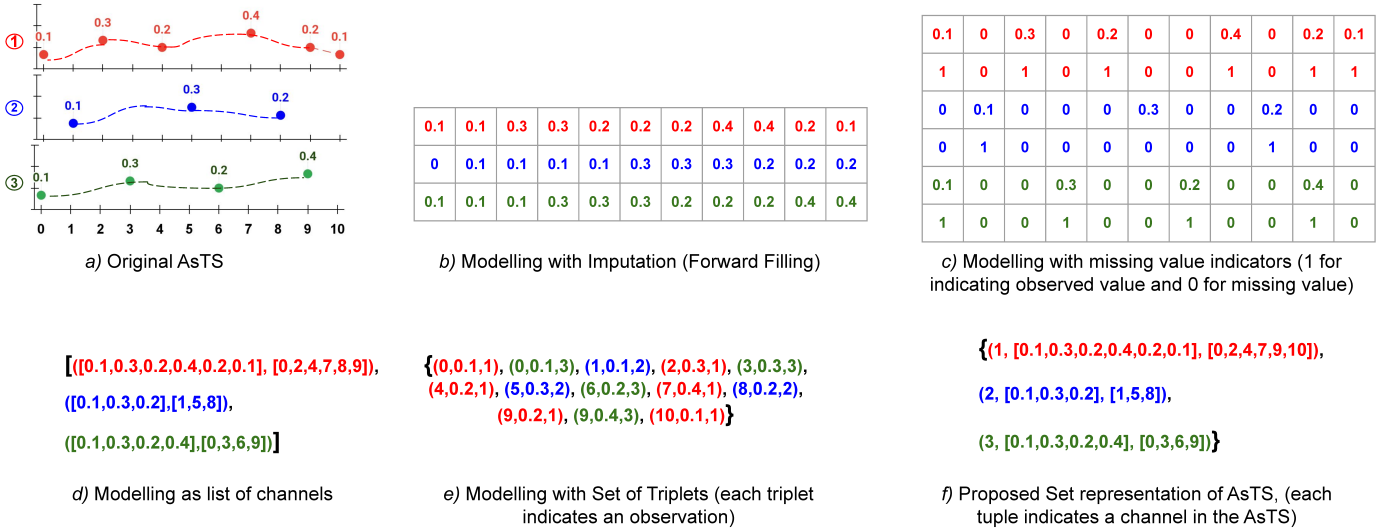 1
0.1 0.3 0.2 0.4 0.2 0.1
2
0.1 0.3 0.2
3
0.1 0.3 0.2 0.4
0 1 2 3 4 5 6 7 8 9 10
a) Original AsTS
0.1 0.1 0.3 0.3 0.2 0.2 0.2 0.4 0.4 0.2 0.1
0 0.1 0.1 0.1 0.1 0.3 0.3 0.3 0.2 0.2 0.2
0.1 0.1 0.1 0.3 0.3 0.3 0.2 0.2 0.2 0.4 0.4
b) Modelling with Imputation (Forward Filling)
0.1 0 0.3 0 0.2 0 0 0.4 0 0.2 0.1
1 0 1 0 1 0 0 1 0 1 1
0 0.1 0 0 0 0.3 0 0 0.2 0 0
0 1 0 0 0 0 0 0 1 0 0
0.1 0 0 0.3 0 0 0.2 0 0 0.4 0
1 0 0 1 0 0 1 0 0 1 0
c) Modelling with missing value indicators (1 for
indicating observed value and 0 for missing value)
[([0.1,0.3,0.2,0.4,0.2,0.1], [0,2,4,7,8,9]),
([0.1,0.3,0.2],[1,5,8]),
([0.1,0.3,0.2,0.4],[0,3,6,9])]
d) Modelling as list of channels
{(0,0.1,1), (0,0.1,3), (1,0.1,2), (2,0.3,1), (3,0.3,3),
(4,0.2,1), (5,0.3,2), (6,0.2,3), (7,0.4,1), (8,0.2,2),
(9,0.2,1), (9,0.4,3), (10,0.1,1)}
e) Modelling with Set of Triplets (each triplet
indicates an observation)
{(1, [0.1,0.3,0.2,0.4,0.2,0.1], [0,2,4,7,9,10]),
(2, [0.1,0.3,0.2], [1,5,8]),
(3, [0.1,0.3,0.2,0.4], [0,3,6,9])}
f) Proposed Set representation of AsTS, (each
tuple indicates a channel in the AsTS)